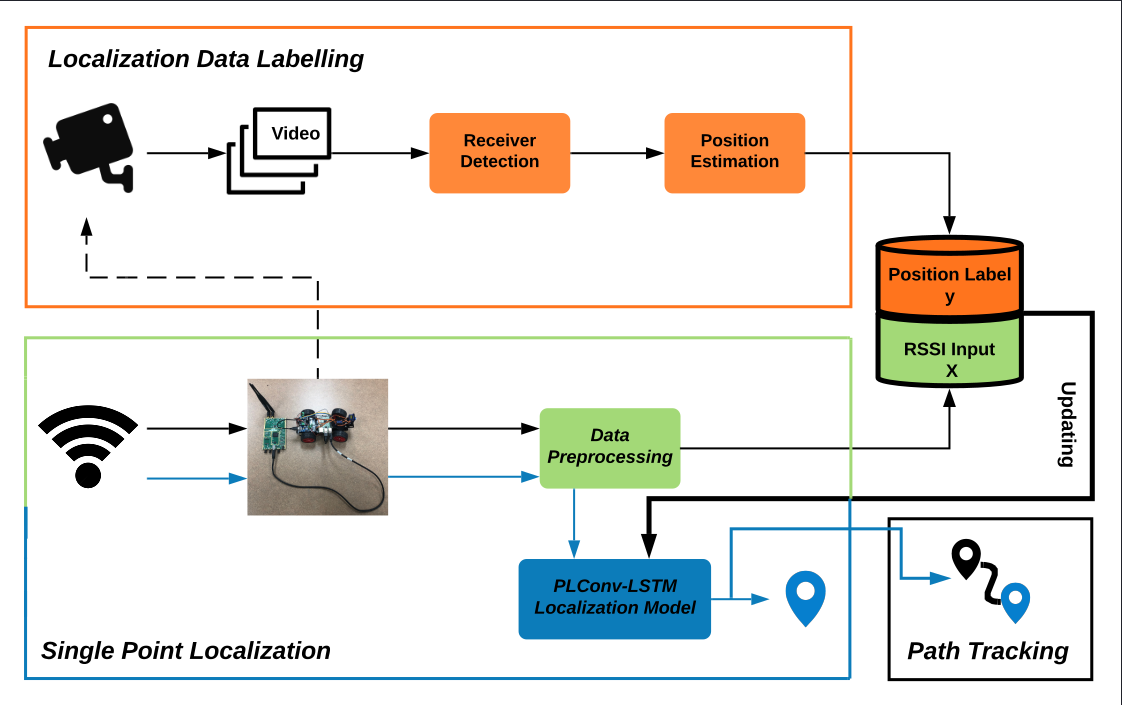 Localization Data Labelling
Video
Receiver
Detection
Position
Estimation
Position Label
y
RSSI Input
X
Updating
Data
Preprocessing
PLConv-LSTM
Localization Model
Single Point Localization
Path Tracking